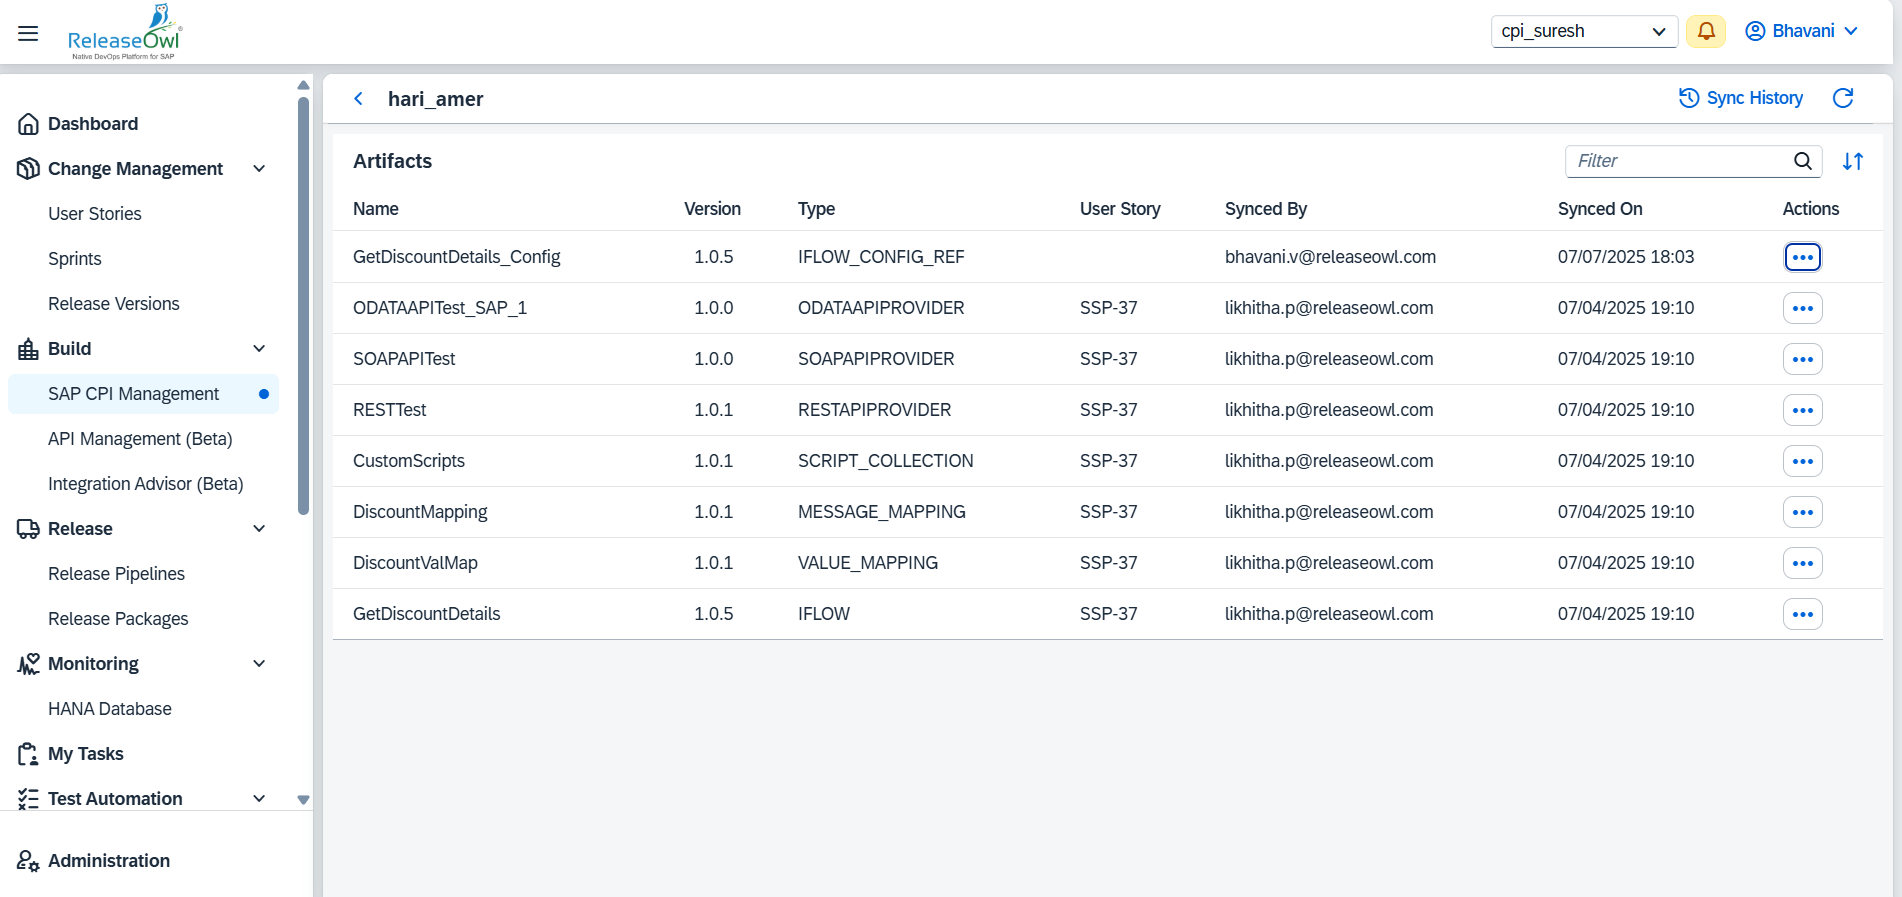 ReleaseOwl
Native DevOps Platform for SAP
cpi_suresh
Bhavani
Dashboard
Change Management
User Stories
Sprints
Release Versions
Build
SAP CPI Management
API Management (Beta)
Integration Advisor (Beta)
Release
Release Pipelines
Release Packages
Monitoring
HANA Database
My Tasks
Test Automation
Administration
hari_amer
Sync History
Artifacts
Filter
Name Version Type User Story Synced By Synced On Actions
GetDiscountDetails_Config 1.0.5 IFLOW_CONFIG_REF bhavani.v@releaseowl.com 07/07/2025 18:03
ODATAAPITest_SAP_1 1.0.0 ODATAAPIPROVIDER SSP-37 likhitha.p@releaseowl.com 07/04/2025 19:10
SOAPAPITest 1.0.0 SOAPAPIPROVIDER SSP-37 likhitha.p@releaseowl.com 07/04/2025 19:10
RESTTest 1.0.1 RESTAPIPROVIDER SSP-37 likhitha.p@releaseowl.com 07/04/2025 19:10
CustomScripts 1.0.1 SCRIPT_COLLECTION SSP-37 likhitha.p@releaseowl.com 07/04/2025 19:10
DiscountMapping 1.0.1 MESSAGE_MAPPING SSP-37 likhitha.p@releaseowl.com 07/04/2025 19:10
DiscountValMap 1.0.1 VALUE_MAPPING SSP-37 likhitha.p@releaseowl.com 07/04/2025 19:10
GetDiscountDetails 1.0.5 IFLOW SSP-37 likhitha.p@releaseowl.com 07/04/2025 19:10